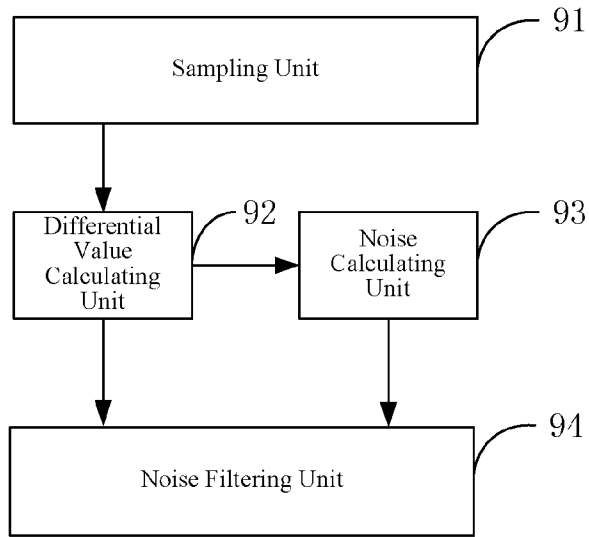 91
Sampling Unit
92
93
Differential
Value
Calculating
Unit
Noise
Calculating
Unit
94
Noise Filtering Unit